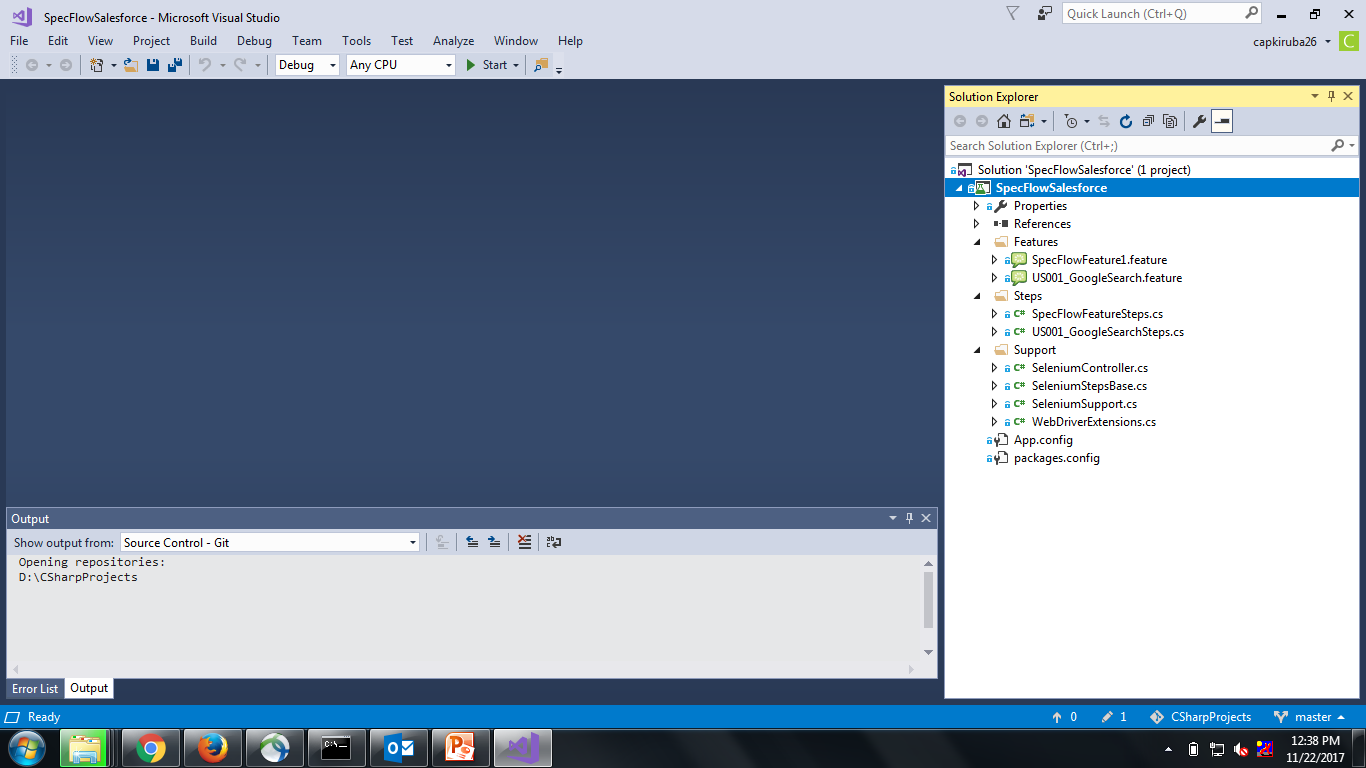 SpecFlowSalesforce - Microsoft Visual Studio
Quick Launch (Ctrl+Q)
File Edit View Project Build Debug Team Tools Test Analyze Window Help
capkiruba26 C
Debug Any CPU Start
Solution Explorer
Search Solution Explorer (Ctrl+;)
Solution 'SpecFlowSalesforce' (1 project)
SpecFlowSalesforce
Properties
References
Features
SpecFlowFeature1.feature
US001_GoogleSearch.feature
Steps
C# SpecFlowFeatureSteps.cs
C# US001_GoogleSearchSteps.cs
Support
C# SeleniumController.cs
C# SeleniumStepsBase.cs
C# SeleniumSupport.cs
C# WebDriverExtensions.cs
App.config
packages.config
Output
Show output from: Source Control - Git
Opening repositories:
D:\CSharpProjects
Error List Output
Ready 0 1 CSharpProjects master
12:38 PM
11/22/2017